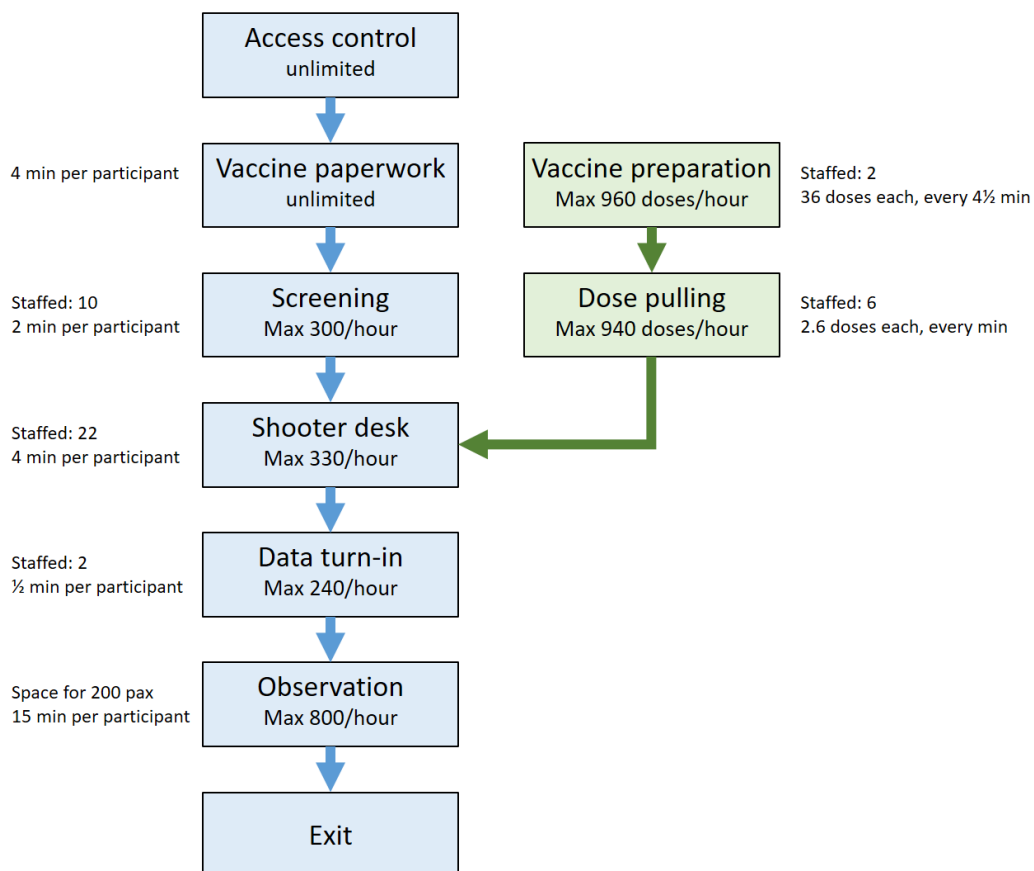 Access control
unlimited
4 min per participant
Vaccine paperwork
unlimited
Vaccine preparation
Max 960 doses/hour
Staffed: 2
36 doses each, every 4½ min
Staffed: 10
2 min per participant
Screening
Max 300/hour
Dose pulling
Max 940 doses/hour
Staffed: 6
2.6 doses each, every min
Staffed: 22
4 min per participant
Shooter desk
Max 330/hour
Staffed: 2
½ min per participant
Data turn-in
Max 240/hour
Space for 200 pax
15 min per participant
Observation
Max 800/hour
Exit